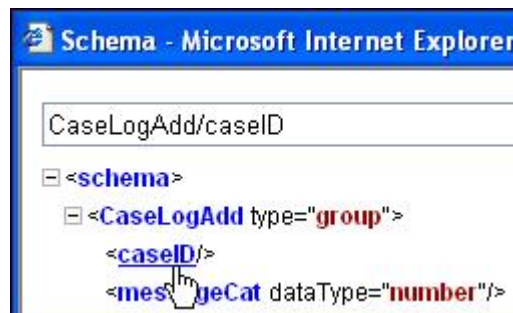 Schema - Microsoft Internet Explorer
CaseLogAdd/caseID
<schema>
<CaseLogAdd type="group">
<caseID/>
<mes geCat dataType="number"/>